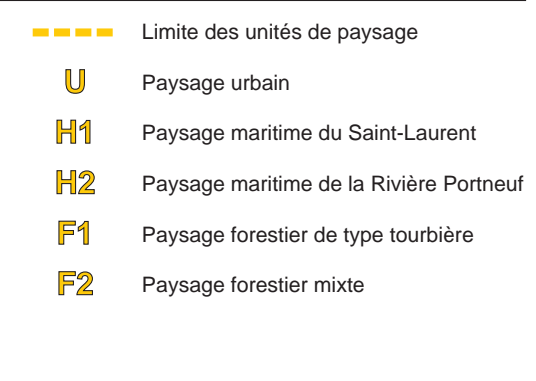 Limite des unités de paysage
U Paysage urbain
H1 Paysage maritime du Saint-Laurent
H2 Paysage maritime de la Rivière Portneuf
F1 Paysage forestier de type tourbière
F2 Paysage forestier mixte